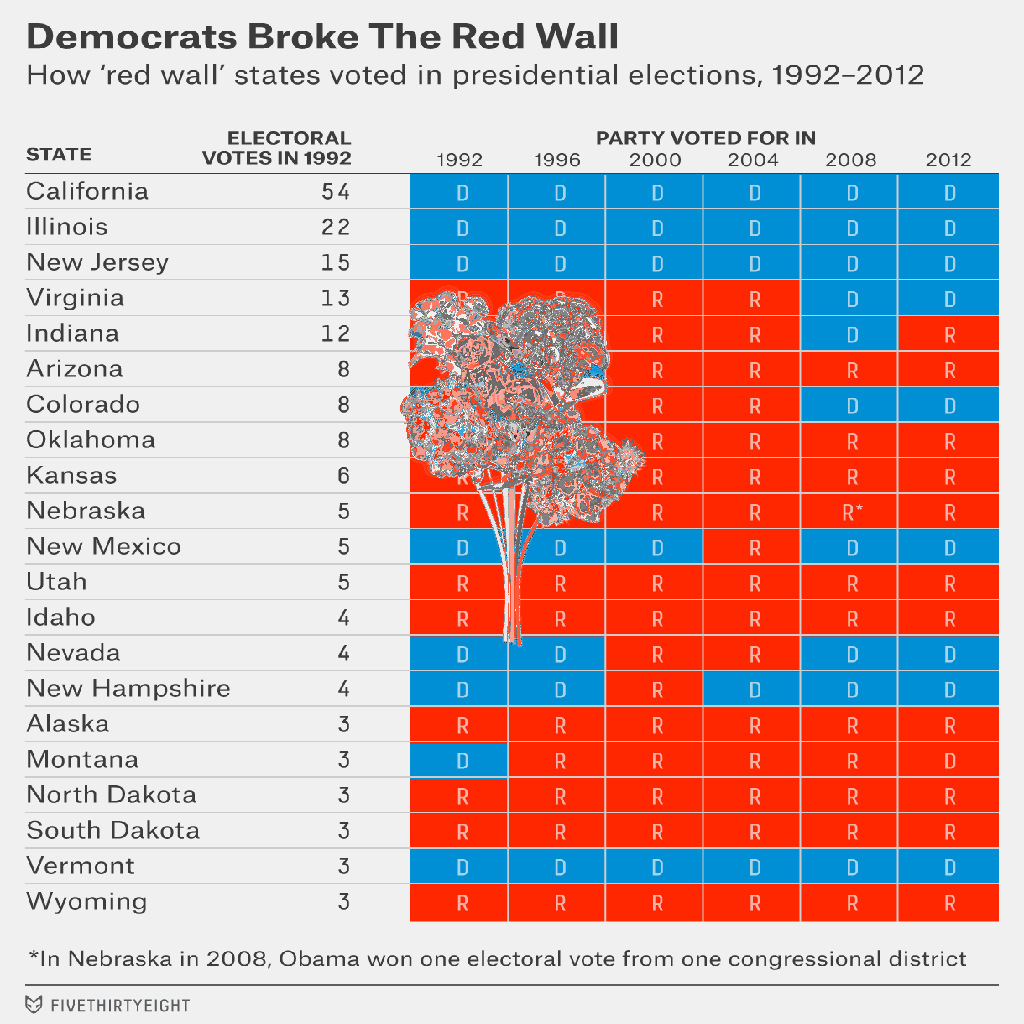 Democrats Broke The Red Wall
How ‘red wall’ states voted in presidential elections, 1992–2012
STATE ELECTORAL VOTES IN 1992 PARTY VOTED FOR IN
1992 1996 2000 2004 2008 2012
California 54 D D D D D D
Illinois 22 D D D D D D
New Jersey 15 D D D D D D
Virginia 13 R R D D
Indiana 12 R R D R
Arizona 8 R R R R
Colorado 8 R R D D
Oklahoma 8 R R R R
Kansas 6 R R R R
Nebraska 5 R R R R* R
New Mexico 5 D D D R D D
Utah 5 R R R R R R
Idaho 4 R R R R R R
Nevada 4 D D R R D D
New Hampshire 4 D D R D D D
Alaska 3 R R R R R R
Montana 3 D R R R R D
North Dakota 3 R R R R R R
South Dakota 3 R R R R R R
Vermont 3 D D D D D D
Wyoming 3 R R R R R R
*In Nebraska in 2008, Obama won one electoral vote from one congressional district
FIVETHIRTYEIGHT